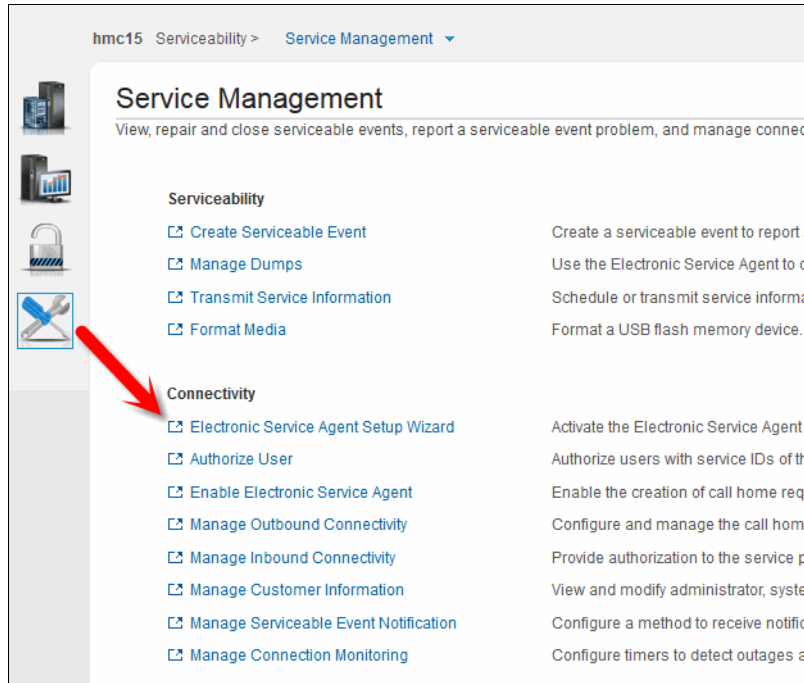 hmc15 Serviceability > Service Management
Service Management
View, repair and close serviceable events, report a serviceable event problem, and manage connec
Serviceability
Create Serviceable Event Create a serviceable event to report
Manage Dumps Use the Electronic Service Agent to
Transmit Service Information Schedule or transmit service informa
Format Media Format a USB flash memory device.
Connectivity
Electronic Service Agent Setup Wizard Activate the Electronic Service Agent
Authorize User Authorize users with service IDs of th
Enable Electronic Service Agent Enable the creation of call home req
Manage Outbound Connectivity Configure and manage the call hom
Manage Inbound Connectivity Provide authorization to the service p
Manage Customer Information View and modify administrator, syste
Manage Serviceable Event Notification Configure a method to receive notific
Manage Connection Monitoring Configure timers to detect outages a